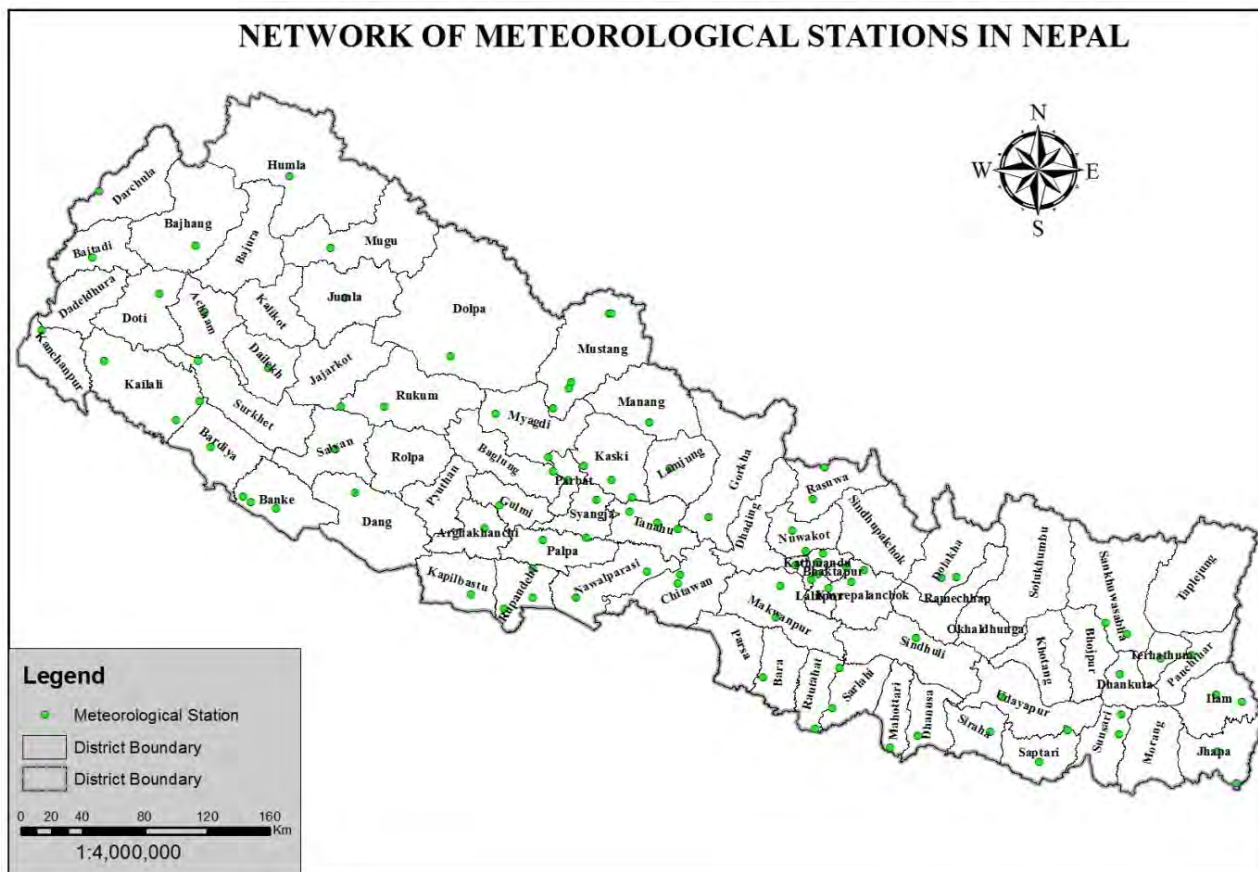 NETWORK OF METEOROLOGICAL STATIONS IN NEPAL
N
W E
S
Humla
Darchula
Bajhang
Bajura
Mugu
Baitadi
Dadeldhura
Doti
Achham
Kalikot
Jumla
Dolpa
Mustang
Kanchanpur
Kailali
Dailekh
Jajarkot
Surkhet
Rukum
Myagdi
Manang
Bardiya
Salyan
Rolpa
Baglung
Parbat
Kaski
Lamjung
Gorkha
Banke
Dang
Pyuthan
Gulmi
Syangja
Tanahu
Dhading
Rasuwa
Nuwakot
Sindhupalchok
Arghakhanchi
Palpa
Kapilbastu
Rupandehi
Nawalparasi
Chitawan
Kathmandu
Bhaktapur
Lalitpur
Kavrepalanchok
Dolakha
Ramechhap
Solukhumbu
Sankhuwasabha
Taplejung
Makwanpur
Okhaldhunga
Khotang
Bhojpur
Terhathum
Panchthar
Parsa
Bara
Rautahat
Sarlahi
Sindhuli
Mahottari
Dhanusa
Siraha
Udayapur
Saptari
Dhankuta
Sunsari
Morang
Ilam
Jhapa
Legend
Meteorological Station
District Boundary
District Boundary
0 20 40 80 120 160
Km
1:4,000,000